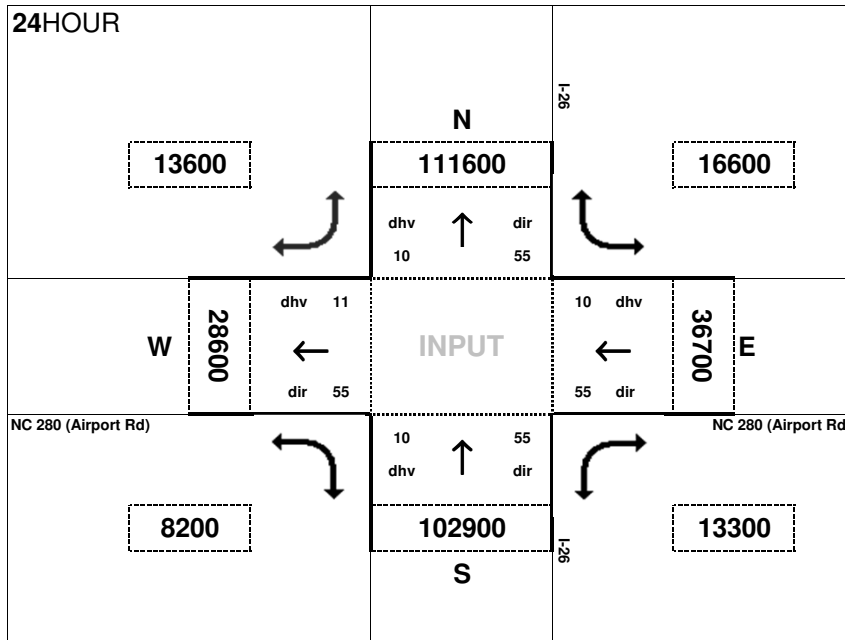 24HOUR
I-26
N
13600
111600
16600
dhv
dir
10
55
dhv 11
10 dhv
W
28600
INPUT
36700
E
dir 55
55 dir
NC 280 (Airport Rd)
NC 280 (Airport Rd
10
55
dhv
dir
8200
102900
13300
I-26
S